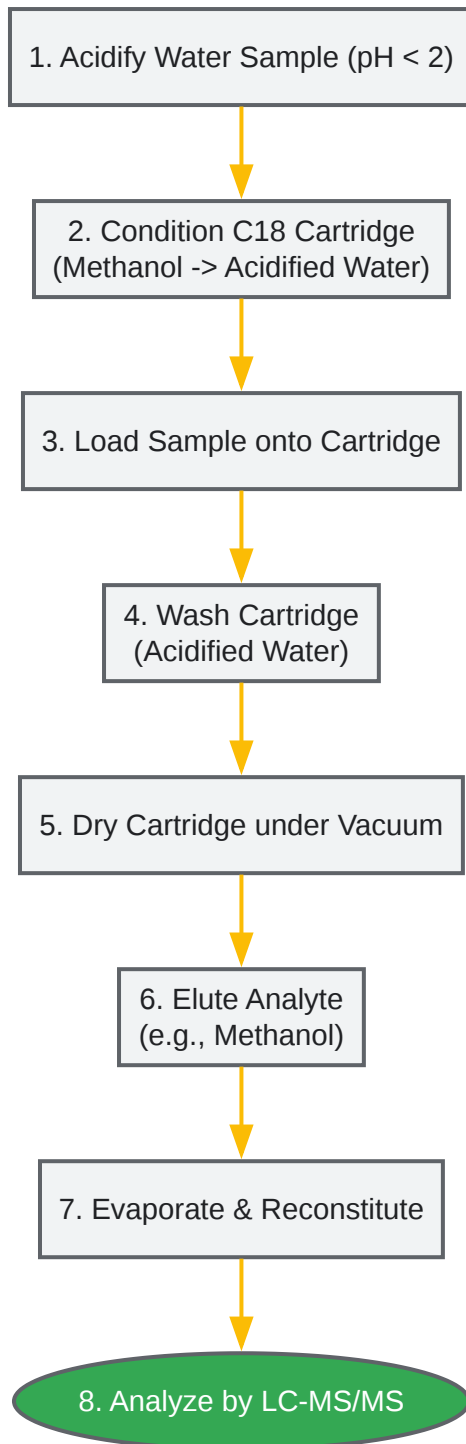 1. Acidify Water Sample (pH < 2)
2. Condition C18 Cartridge
(Methanol -> Acidified Water)
3. Load Sample onto Cartridge
4. Wash Cartridge
(Acidified Water)
5. Dry Cartridge under Vacuum
6. Elute Analyte
(e.g., Methanol)
7. Evaporate & Reconstitute
8. Analyze by LC-MS/MS